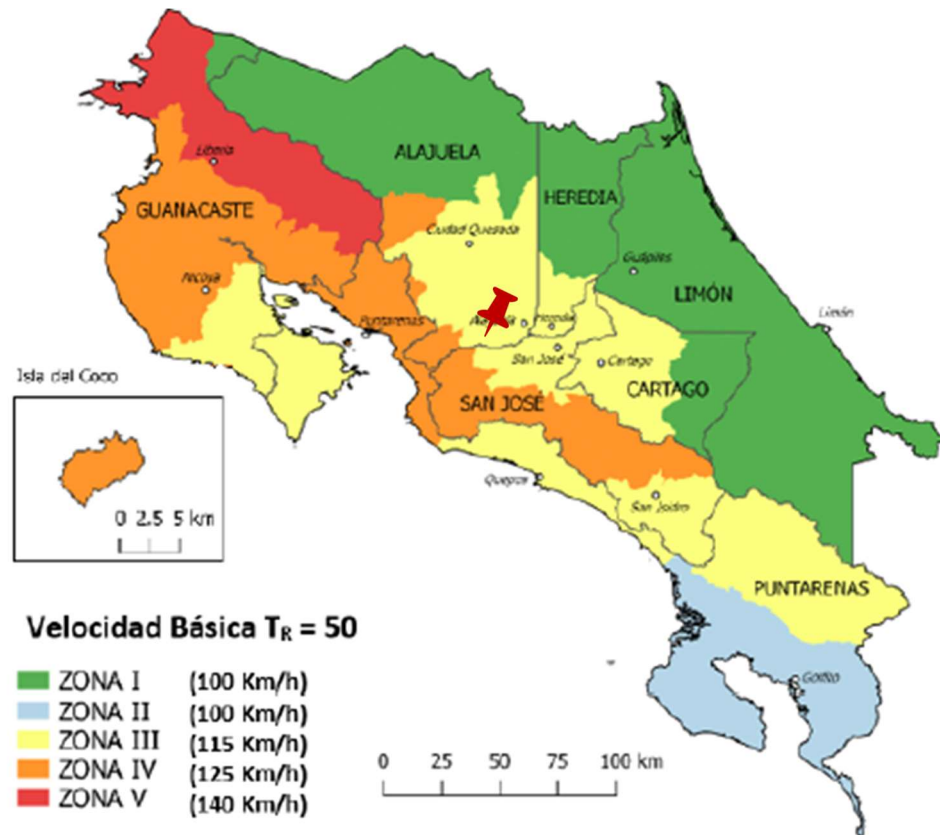 ALAJUELA
HEREDIA
Liberia
GUANACASTE
Ciudad Quesada
Guápiles
Nicoya
LIMÓN
Limón
Puntarenas
Heredia
San José
Cartago
CARTAGO
SAN JOSÉ
Isla del Coco
Quepos
San Isidro
0 2.5 5 km
PUNTARENAS
Golfito
Velocidad Básica TR = 50
ZONA I (100 Km/h)
ZONA II (100 Km/h)
ZONA III (115 Km/h)
ZONA IV (125 Km/h)
ZONA V (140 Km/h)
0 25 50 75 100 km